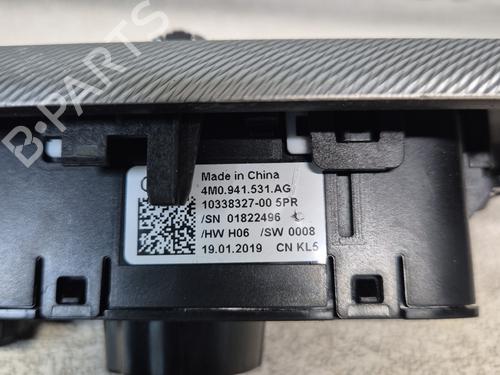 Made in China
4M0.941.531.AG
10338327-00 5PR
/SN 01822496
/HW H06 /SW 0008
19.01.2019 CN KL5
B-PARTS